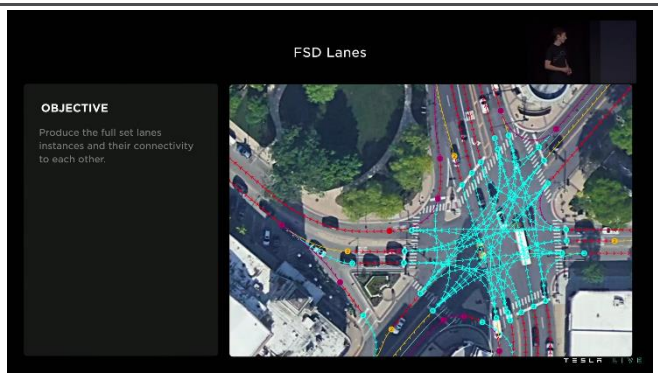 FSD Lanes
OBJECTIVE
Produce the full set lanes
instances and their connectivity
to each other.
TESLA LIVE